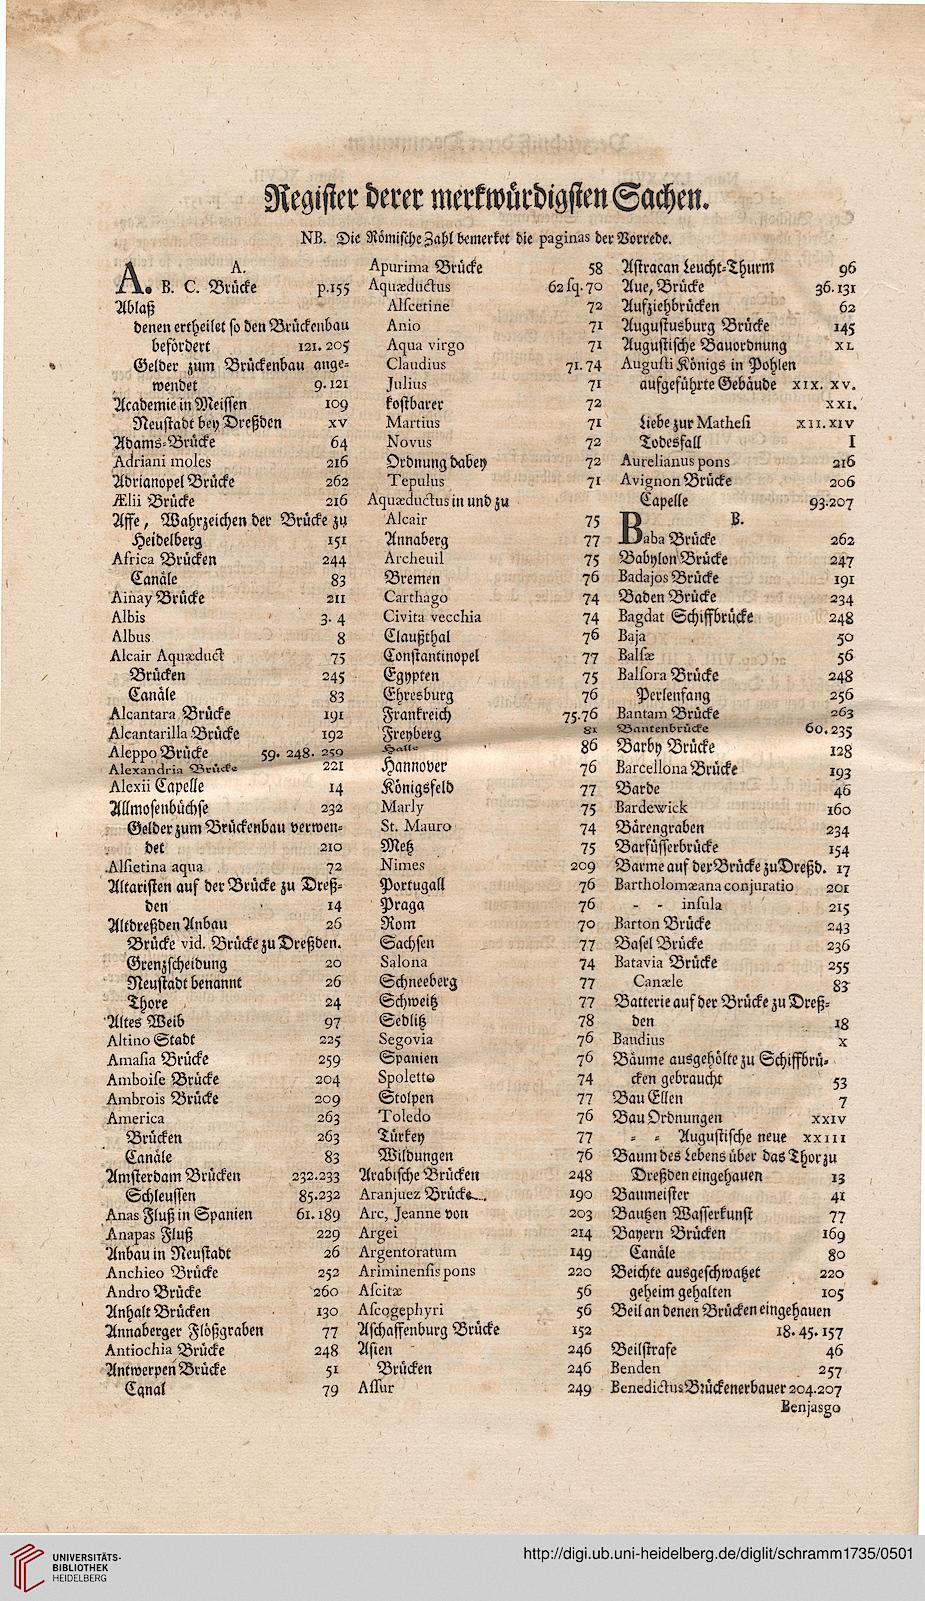 Register derer merkwürdigsten Sachen.
NB. Die Römische Zahl bemerket die paginas der Vorrede.
A.
A. B. C. Brücke p.155
Ablaß
denen ertheilet so den Brückenbau
befördert 121. 205
Gelder zum Brückenbau ange-
wendet 9. 121
Academie in Meissen 109
Neustadt bey Dreßden xv
Adams-Brücke 64
Adriani moles 216
Adrianopel Brücke 262
Ælii Brücke 216
Affe, Wahrzeichen der Brücke zu
Heidelberg 151
Africa Brücken 244
Canäle 83
Ainay Brücke 211
Albis 3. 4
Albus 8
Alcair Aquæduct 75
Brücken 245
Canäle 83
Alcantara Brücke 191
Alcantarilla Brücke 192
Aleppo Brücke 59. 248. 259
Alexandria Brücke 221
Alexii Capelle 14
Allmosenbüchse 232
Gelder zum Brückenbau verwen-
det 210
Alsietina aqua 72
Altaristen auf der Brücke zu Dreß-
den 14
Altdreßden Anbau 26
Brücke vid. Brücke zu Dreßden.
Grenzscheidung 20
Neustadt benannt 26
Thore 24
Altes Weib 97
Altino Stadt 225
Amasia Brücke 259
Amboise Brücke 204
Ambrois Brücke 209
America 263
Brücken 263
Canäle 83
Amsterdam Brücken 232.233
Schleussen 85.232
Anas Fluß in Spanien 61.189
Anapas Fluß 229
Anbau in Neustadt 26
Anchieo Brücke 252
Andro Brücke 260
Anhalt Brücken 130
Annaberger Flößgraben 77
Antiochia Brücke 248
Antwerpen Brücke 51
Canal 79
Apurima Brücke 58
Aquæductus 62 sq. 70
Alscetine 72
Anio 71
Aqua virgo 71
Claudius 71. 74
Julius 71
kostbarer 72
Martius 71
Novus 72
Ordnung dabey 72
Tepulus 71
Aquæductus in und zu
Alcair 75
Annaberg 77
Archeuil 75
Bremen 76
Carthago 74
Civita vecchia 74
Claußthal 76
Constantinopel 77
Egypten 75
Ehresburg 76
Franckreich 75.76
Freyberg 81
Halle 86
Hannover 76
Königsfeld 77
Marly 75
St. Mauro 74
Metz 75
Nimes 209
Portugall 76
Praga 76
Rom 70
Sachsen 77
Salona 74
Schneeberg 77
Schweitz 77
Sedlitz 78
Segovia 76
Spanien 76
Spoletto 74
Stolpen 77
Toledo 76
Türkey 77
Wildungen 76
Arabische Brücken 248
Aranjuez Brücke 190
Arc, Jeanne von 203
Argei 214
Argentoratum 149
Ariminensis pons 220
Ascitæ 56
Ascogephyri 56
Aschaffenburg Brücke 152
Asien 246
Brücken 246
Assur 249
Astracan Leucht-Thurm 96
Aue, Brücke 36.131
Aufziehbrücken 62
Augustusburg Brücke 145
Augustische Bauordnung XL
Augusti Königs in Pohlen
aufgeführte Gebäude XIX. XV.
XXI.
Liebe zur Mathesi XII.XIV
Todesfall I
Aurelianus pons 216
Avignon Brücke 206
Capelle 93.207
B.
Baba Brücke 262
Babylon Brücke 247
Badajos Brücke 191
Baden Brücke 234
Bagdat Schiffbrücke 248
Baja 50
Balsæ 56
Balsora Brücke 248
Perlenfang 256
Bantam Brücke 263
Bantenbrücke 60.235
Barby Brücke 128
Barcellona Brücke 193
Barde 46
Bardewick 160
Bärengraben 234
Barfüsserbrücke 154
Barme auf der Brücke zu Dreßd. 17
Bartholomæana conjuratio 201
- - insula 215
Barton Brücke 243
Basel Brücke 236
Batavia Brücke 255
Canæle 83
Batterie auf der Brücke zu Dreß-
den 18
Baudius x
Bäume ausgehölte zu Schiffbrü-
cken gebraucht 53
Bau Ellen 7
Bau Ordnungen XXIV
- - Augustische neue XXIII
Baum des Lebens über das Thor zu
Dreßden eingehauen 13
Baumeister 41
Bautzen Wasserkunst 77
Bayern Brücken 169
Canäle 80
Beichte ausgeschwatzet 220
geheim gehalten 105
Beil an denen Brücken eingehauen
18. 45. 157
Beilstrase 46
Benden 257
Benedictus Brückenerbauer 204.207
Benjasgo
UNIVERSITÄTS-
BIBLIOTHEK
HEIDELBERG
http://digi.ub.uni-heidelberg.de/diglit/schramm1735/0501